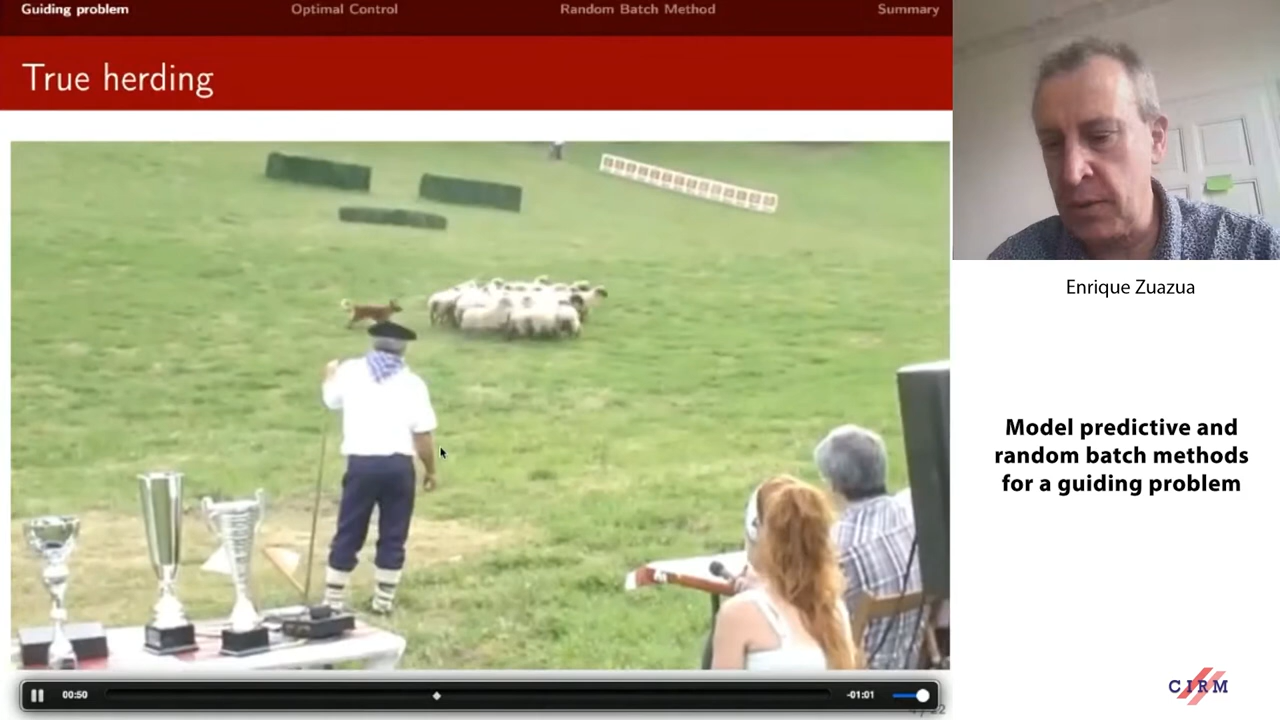 Guiding problem Optimal Control Random Batch Method Summary
True herding
00:50 -01:01
Enrique Zuazua
Model predictive and
random batch methods
for a guiding problem
CIRM